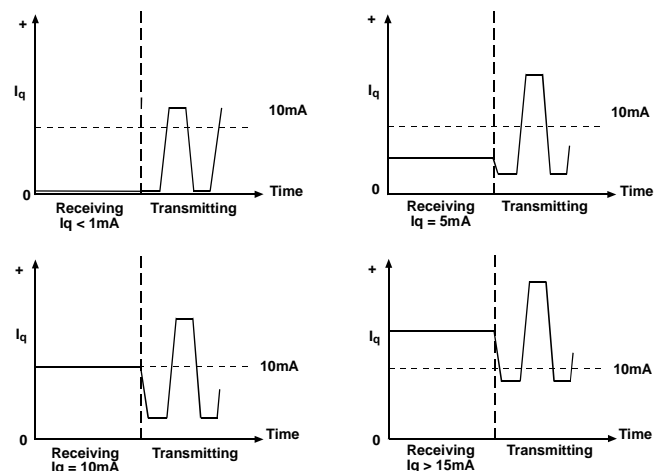 +
Iq
10mA
0
Time
Receiving
Iq < 1mA
Transmitting
+
Iq
10mA
0
Time
Receiving
Iq = 5mA
Transmitting
+
Iq
10mA
0
Time
Receiving
Iq = 10mA
Transmitting
+
Iq
10mA
0
Time
Receiving
Iq > 15mA
Transmitting